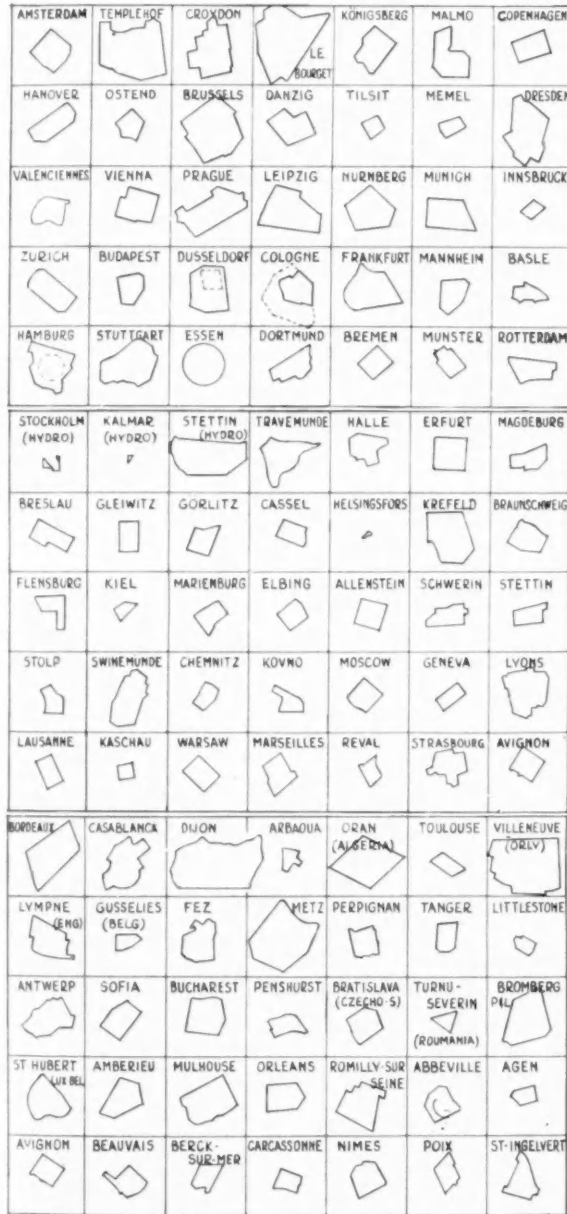 AMSTERDAM TEMPLEHOF CROYDON LE BOURGET KÖNIGSBERG MALMO COPENHAGEN
HANOVER OSTEND BRUSSELS DANZIG TILSIT MEMEL DRESDEN
VALENCIENNES VIENNA PRAGUE LEIPZIG NURNBERG MUNICH INNSBRUCK
ZURICH BUDAPEST DUSSELDORF COLOGNE FRANKFURT MANNHEIM BASLE
HAMBURG STUTTGART ESSEN DORTMUND BREMEN MUNSTER ROTTERDAM
STOCKHOLM KALMAR STETTIN TRAVEMUNDE HALLE ERFURT MAGDEBURG
(HYDRO) (HYDRO) (HYDRO)
BRESLAU GLEIWITZ GÖRLITZ CASSEL HELSINGSFORS KREFELD BRAUNSCHWEIG
FLENSBURG KIEL MARIENBURG ELBING ALLENSTEIN SCHWERIN STETTIN
STOLP SWINEMUNDE CHEMNITZ KOVNO MOSCOW GENEVA LYONS
LAUSANNE KASCHAU WARSAW MARSEILLES REVAL STRASBOURG AVIGNON
BORDEAUX CASABLANCA DIJON ARBAOUA ORAN TOULOUSE VILLENEUVE
(ALGERIA) (ORLY)
LYMPNE GUSSELIES FEZ METZ PERPIGNAN TANGER LITTLESTONE
(ENG) (BELG)
ANTWERP SOFIA BUCHAREST PENSHURST BRATISLAVA TURNU- BROMBERG
(CZECHO-S) SEVERIN POL
(ROUMANIA)
ST HUBERT AMBERIEU MULHOUSE ORLEANS ROMILLY-SUR ABBEVILLE AGEN
LUX BEL SEINE
AVIGNON BEAUVAIS BERCK- CARCASSONNE NIMES POIX ST-INGELVERT
SUR-MER